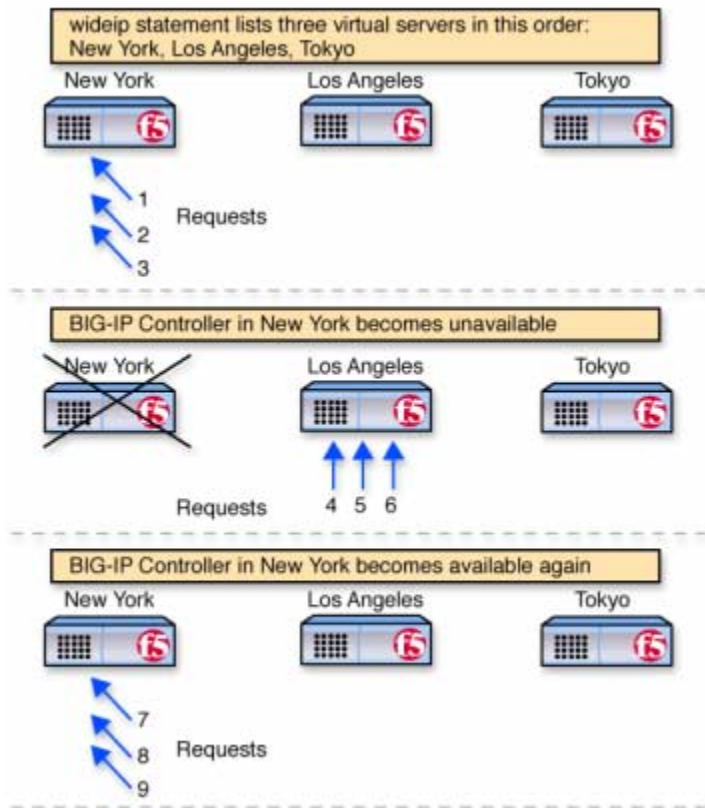 wideip statement lists three virtual servers in this order:
New York, Los Angeles, Tokyo
New York Los Angeles Tokyo
f5 f5 f5
1
2
Requests
3
BIG-IP Controller in New York becomes unavailable
New York Los Angeles Tokyo
f5 f5 f5
Requests 4 5 6
BIG-IP Controller in New York becomes available again
New York Los Angeles Tokyo
f5 f5 f5
7
8 Requests
9